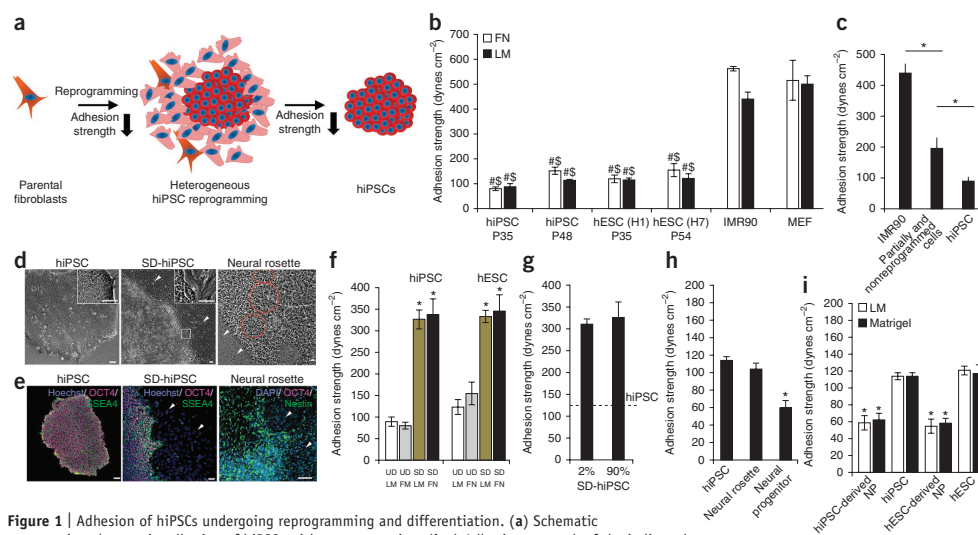 a
Reprogramming
Adhesion strength
Adhesion strength
Parental fibroblasts
Heterogeneous hiPSC reprogramming
hiPSCs
b
FN
LM
Adhesion strength (dynes cm−2)
700
600
500
400
300
200
100
0
#$ #$ #$ #$ #$ #$ #$ #$
hiPSC P35
hiPSC P48
hESC (H1) P35
hESC (H7) P54
IMR90
MEF
c
Adhesion strength (dynes cm−2)
500
400
300
200
100
0
*
*
IMR90
Partially and nonreprogrammed cells
hiPSC
d
hiPSC
SD-hiPSC
Neural rosette
e
hiPSC
Hoechst/OCT4/
SSEA4
SD-hiPSC
Hoechst/OCT4/
SSEA4
Neural rosette
DAPI/OCT4/
Nestin
f
hiPSC
hESC
Adhesion strength (dynes cm−2)
400
350
300
250
200
150
100
50
0
* * * *
UD UD SD SD UD UD SD SD
LM FM LM FN LM FN LM FN
g
Adhesion strength (dynes cm−2)
400
350
300
250
200
150
100
50
0
hiPSC
2% 90%
SD-hiPSC
h
Adhesion strength (dynes cm−2)
200
180
160
140
120
100
80
60
40
20
0
*
hiPSC
Neural rosette
Neural progenitor
i
LM
Matrigel
Adhesion strength (dynes cm−2)
200
180
160
140
120
100
80
60
40
20
0
* * * *
hiPSC-derived NP
hiPSC
hESC-derived NP
hESC
Figure 1 | Adhesion of hiPSCs undergoing reprogramming and differentiation. (a) Schematic